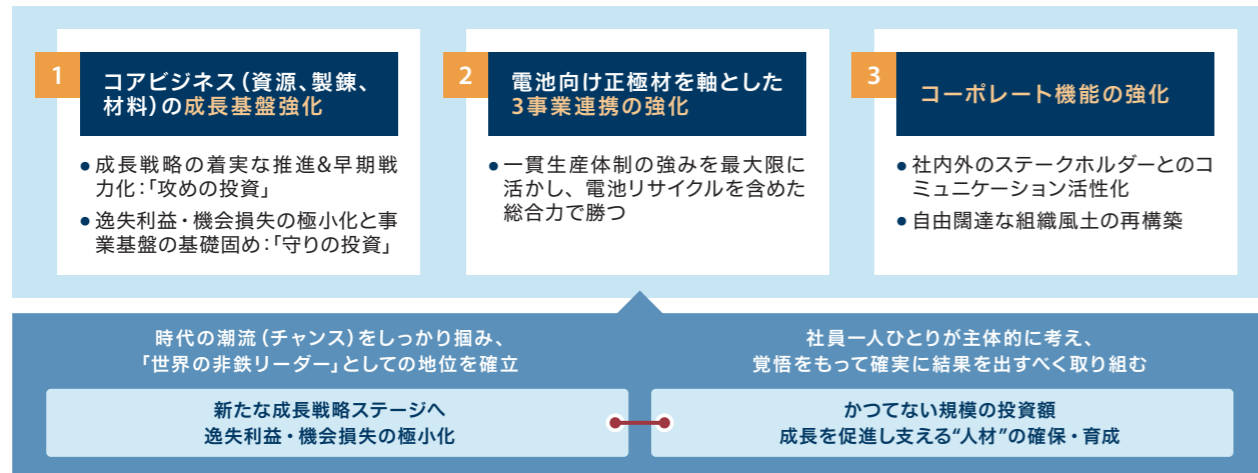 1
コアビジネス(資源、製錬、
材料)の成長基盤強化
●成長戦略の着実な推進&早期戦
力化:「攻めの投資」
●逸失利益・機会損失の極小化と事
業基盤の基礎固め:「守りの投資」
2
電池向け正極材を軸とした
3事業連携の強化
●一貫生産体制の強みを最大限に
活かし、電池リサイクルを含めた
総合力で勝つ
3
コーポレート機能の強化
●社内外のステークホルダーとのコ
ミュニケーション活性化
●自由闊達な組織風土の再構築
時代の潮流(チャンス)をしっかり掴み、
「世界の非鉄リーダー」としての地位を確立
新たな成長戦略ステージへ
逸失利益・機会損失の極小化
社員一人ひとりが主体的に考え、
覚悟をもって確実に結果を出すべく取り組む
かつてない規模の投資額
成長を促進し支える“人材”の確保・育成